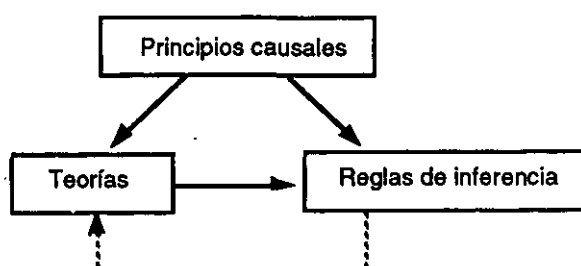 Principios causales
Teorías
Reglas de inferencia